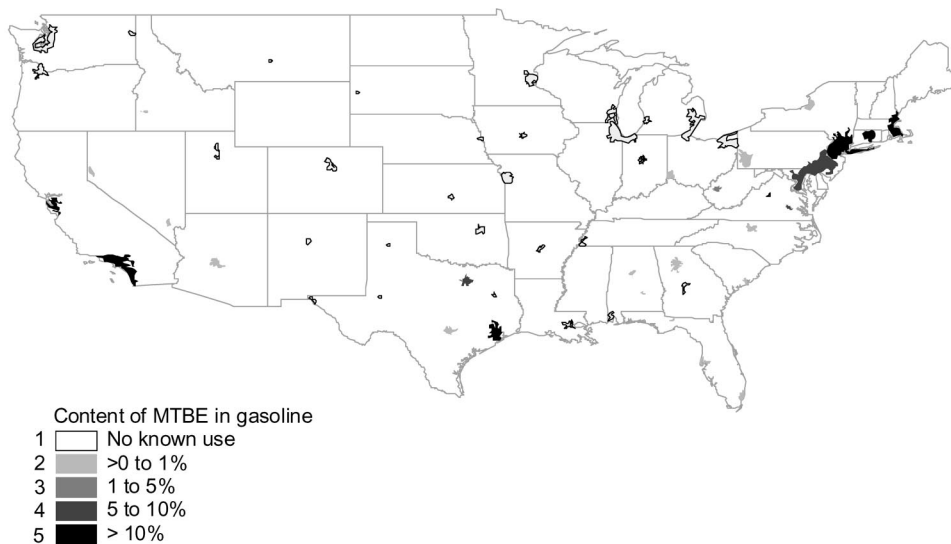 Content of MTBE in gasoline
1 No known use
2 >0 to 1%
3 1 to 5%
4 5 to 10%
5 > 10%